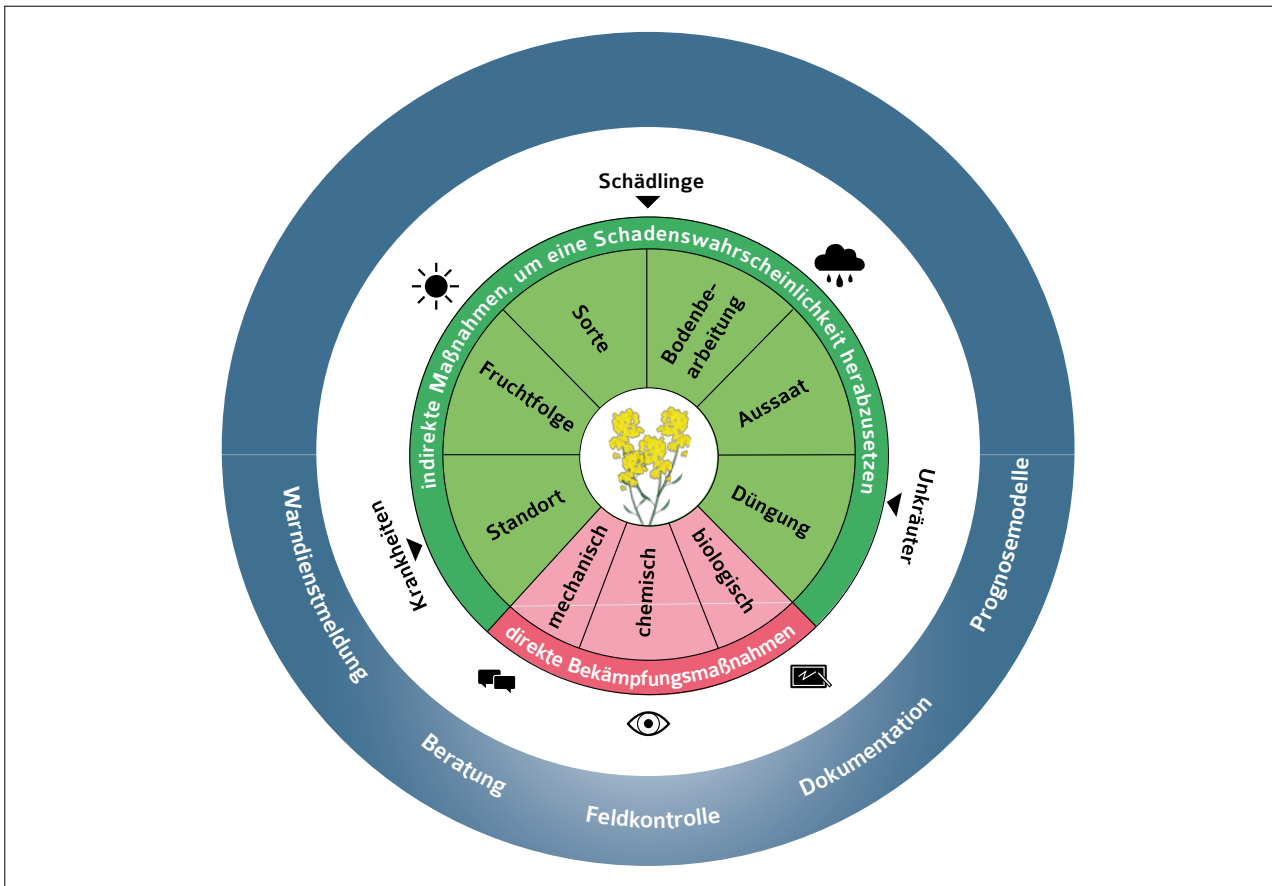 Schädlinge
indirekte Maßnahmen, um eine Schadenswahrscheinlichkeit herabzusetzen
Sorte
Bodenbe-
arbeitung
Fruchtfolge
Aussaat
Standort
Düngung
mechanisch
chemisch
biologisch
direkte Bekämpfungsmaßnahmen
Krankheiten
Unkräuter
Warndienstmeldung
Beratung
Feldkontrolle
Dokumentation
Prognosemodelle